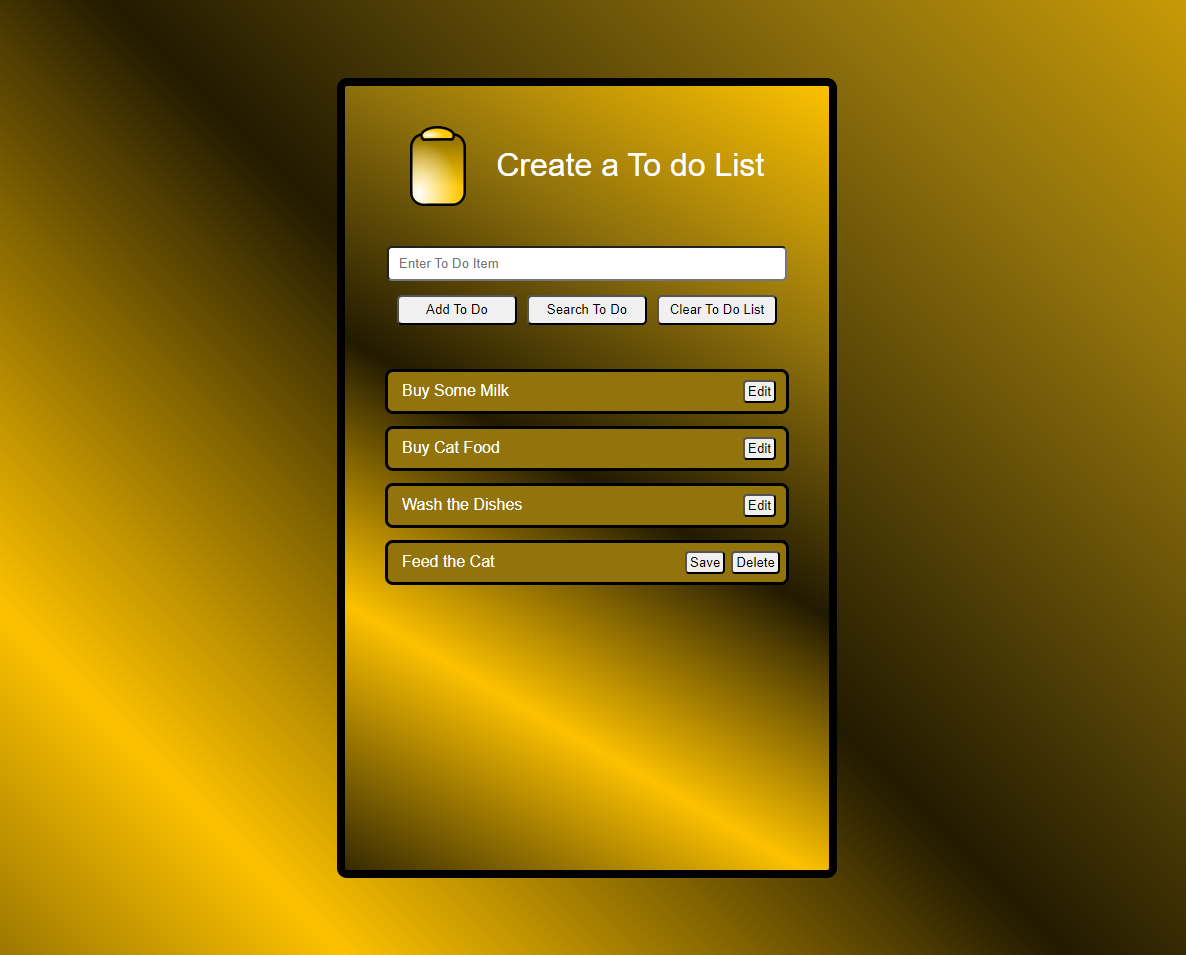 Create a To do List
Enter To Do Item
Add To Do Search To Do Clear To Do List
Buy Some Milk Edit
Buy Cat Food Edit
Wash the Dishes Edit
Feed the Cat Save Delete